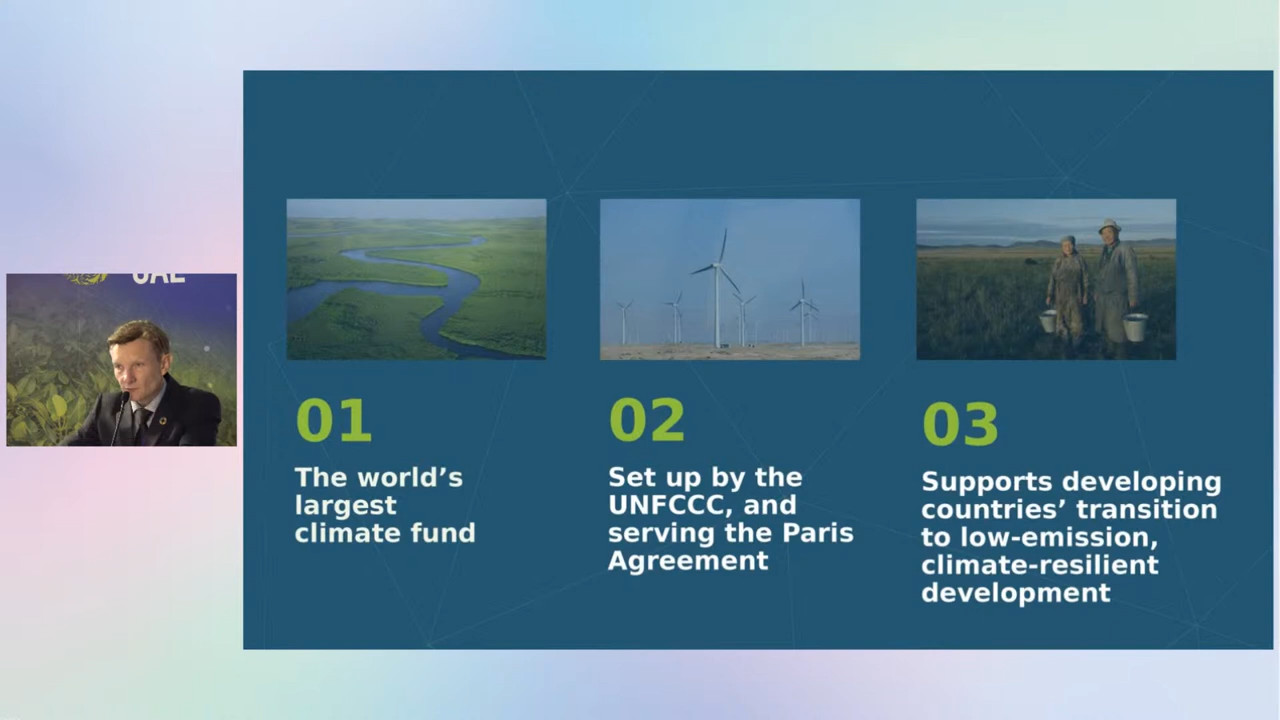 UAE
01
The world’s
largest
climate fund
02
Set up by the
UNFCCC, and
serving the Paris
Agreement
03
Supports developing
countries’ transition
to low-emission,
climate-resilient
development